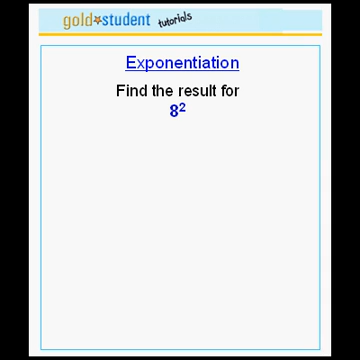 gold★student tutorials
Exponentiation
Find the result for
8²